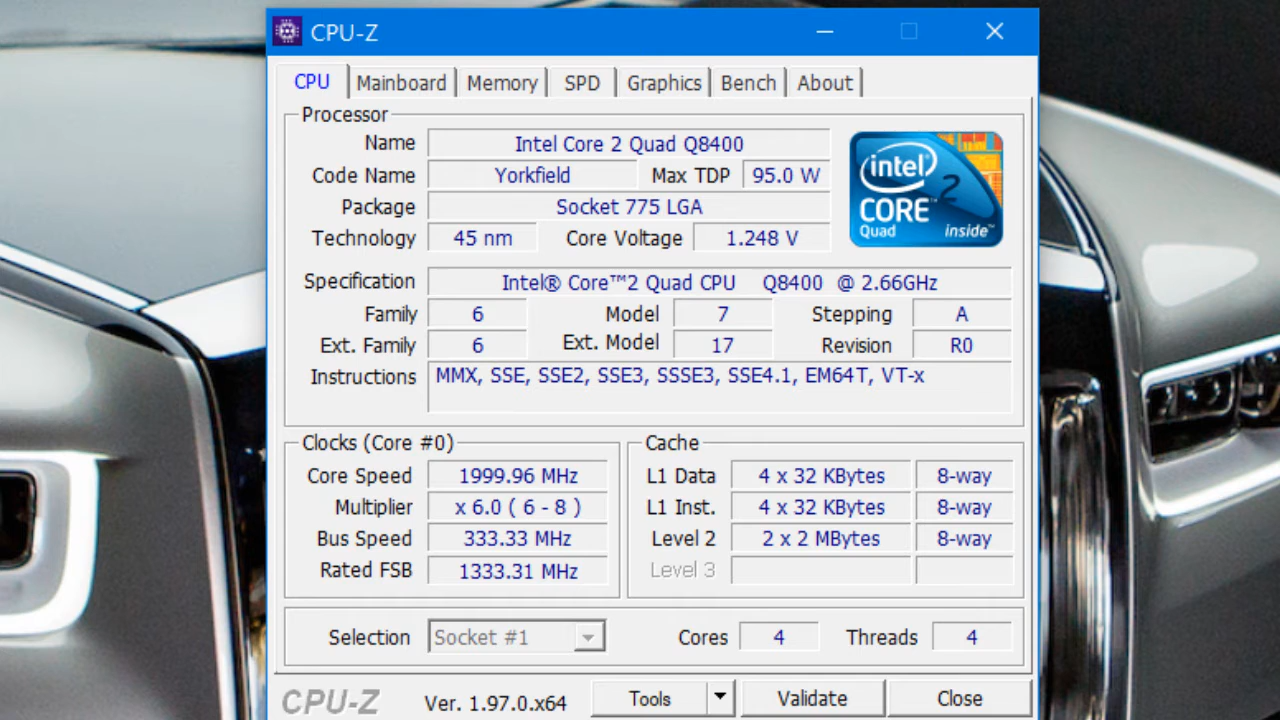 CPU-Z
CPU Mainboard Memory SPD Graphics Bench About
Processor
Name Intel Core 2 Quad Q8400
Code Name Yorkfield Max TDP 95.0 W
Package Socket 775 LGA
Technology 45 nm Core Voltage 1.248 V
intel CORE™ 2 Quad inside™
Specification Intel® Core™2 Quad CPU Q8400 @ 2.66GHz
Family 6 Model 7 Stepping A
Ext. Family 6 Ext. Model 17 Revision R0
Instructions MMX, SSE, SSE2, SSE3, SSSE3, SSE4.1, EM64T, VT-x
Clocks (Core #0)
Core Speed 1999.96 MHz
Multiplier x 6.0 ( 6 - 8 )
Bus Speed 333.33 MHz
Rated FSB 1333.31 MHz
Cache
L1 Data 4 x 32 KBytes 8-way
L1 Inst. 4 x 32 KBytes 8-way
Level 2 2 x 2 MBytes 8-way
Level 3
Selection Socket #1 Cores 4 Threads 4
CPU-Z Ver. 1.97.0.x64 Tools Validate Close